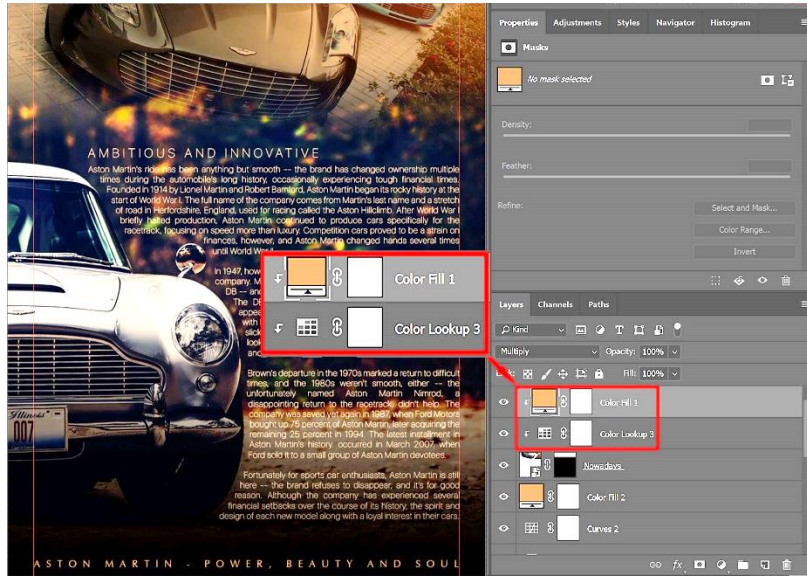 AMBITIOUS AND INNOVATIVE
Aston Martin's ride has been anything but smooth -- the brand has changed ownership multiple
times during the automobile's long history, occasionally experiencing tough financial times.
Founded in 1914 by Lionel Martin and Robert Bamford, Aston Martin began its rocky history at the
start of World War I. The full name of the company comes from Martin's last name and a stretch
of road in Herfordshire, England, used for racing called the Aston Hillclimb. After World War I
briefly halted production, Aston Martin continued to produce cars specifically for the
racetrack, focusing on speed more than luxury. Competition cars proved to be a strain on
finances, however, and Aston Martin changed hands several times
until World War
In 1947, how
company. M
DB -- and
The DB
appea
with
slick
look
and
Brown's departure in the 1970s marked a return to difficult
times, and the 1980s weren't smooth, either -- the
unfortunately named Aston Martin Nimrod, a
disappointing return to the racetrack, didn't help. The
company was saved yet again in 1987, when Ford Motors
bought up 75 percent of Aston Martin, later acquiring the
remaining 25 percent in 1994. The latest installment in
Aston Martin's history occurred in March 2007, when
Ford sold it to a small group of Aston Martin devotees.
Fortunately for sports car enthusiasts, Aston Martin is still
here -- the brand refuses to disappear, and it's for good
reason. Although the company has experienced several
financial setbacks over the course of its history, the spirit and
design of each new model along with a loyal interest in their cars.
Illinois
007
ASTON MARTIN - POWER, BEAUTY AND SOUL
Color Fill 1
Color Lookup 3
Properties Adjustments Styles Navigator Histogram
Masks
No mask selected
Density:
Feather:
Refine:
Select and Mask...
Color Range...
Invert
Layers Channels Paths
Kind
Multiply Opacity: 100%
Lock: Fill: 100%
Color Fill 1
Color Lookup 3
Nowadays
Color Fill 2
Curves 2
fx